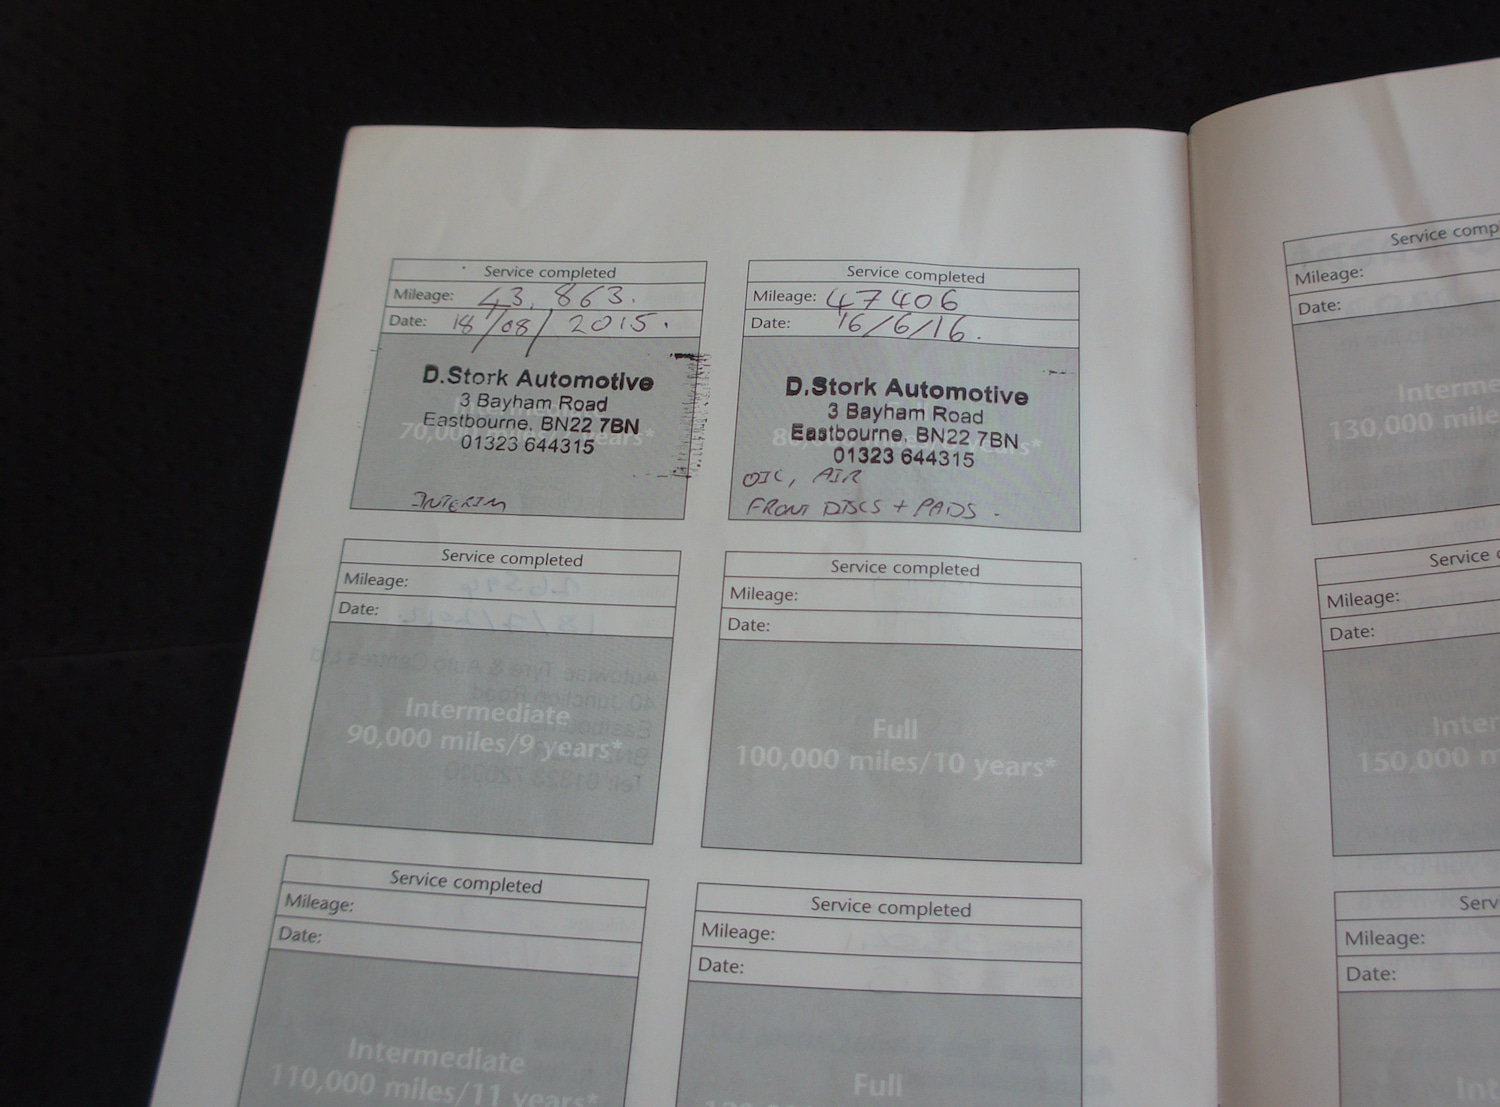 Service completed
Mileage: 43,863.
Date: 18/08/2015.
D.Stork Automotive
3 Bayham Road
Eastbourne, BN22 7BN
70,000 years*
01323 644315
INTERIM
Service completed
Mileage: 47406
Date: 16/6/16.
D.Stork Automotive
3 Bayham Road
Eastbourne, BN22 7BN
years*
01323 644315
OIL, AIR
FRONT DISCS + PADS.
Service completed
Mileage:
Date:
Intermediate
90,000 miles/9 years*
Service completed
Mileage:
Date:
Full
100,000 miles/10 years*
Service completed
Mileage:
Date:
Intermediate
110,000 miles/11 years*
Service completed
Mileage:
Date:
Full
Service comp
Mileage:
Date:
Interme
130,000 mile
Service
Mileage:
Date:
Inter
150,000 m
Serv
Mileage:
Date:
Int